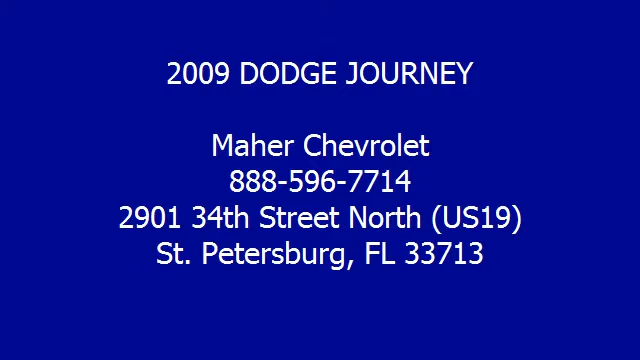 2009 DODGE JOURNEY
Maher Chevrolet
888-596-7714
2901 34th Street North (US19)
St. Petersburg, FL 33713